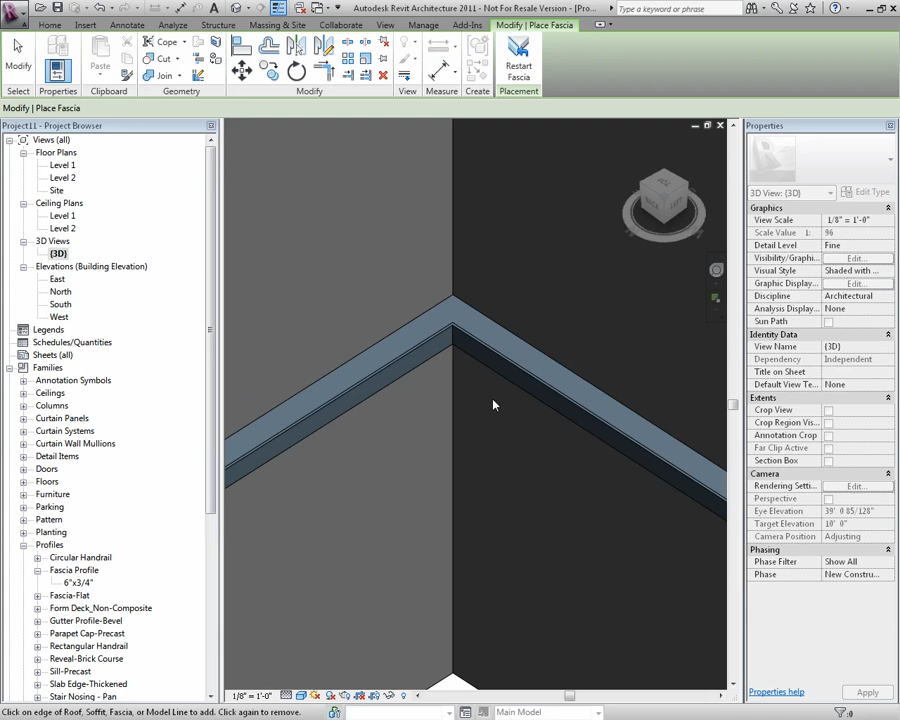 Autodesk Revit Architecture 2011 - Not For Resale Version - [Pro...
Type a keyword or phrase
Home Insert Annotate Analyze Structure Massing & Site Collaborate View Manage Add-Ins Modify | Place Fascia
Modify
Paste
Cope
Cut
Join
Restart
Fascia
Select Properties Clipboard Geometry Modify View Measure Create Placement
Modify | Place Fascia
Project11 - Project Browser
Views (all)
Floor Plans
Level 1
Level 2
Site
Ceiling Plans
Level 1
Level 2
3D Views
{3D}
Elevations (Building Elevation)
East
North
South
West
Legends
Schedules/Quantities
Sheets (all)
Families
Annotation Symbols
Ceilings
Columns
Curtain Panels
Curtain Systems
Curtain Wall Mullions
Detail Items
Doors
Floors
Furniture
Parking
Pattern
Planting
Profiles
Circular Handrail
Fascia Profile
6"x3/4"
Fascia-Flat
Form Deck_Non-Composite
Gutter Profile-Bevel
Parapet Cap-Precast
Rectangular Handrail
Reveal-Brick Course
Sill-Precast
Slab Edge-Thickened
Stair Nosing - Pan
BACK LEFT
Properties
3D View: {3D} Edit Type
Graphics
View Scale 1/8" = 1'-0"
Scale Value 1: 96
Detail Level Fine
Visibility/Graphi... Edit...
Visual Style Shaded with ...
Graphic Display... Edit...
Discipline Architectural
Analysis Display... None
Sun Path
Identity Data
View Name {3D}
Dependency Independent
Title on Sheet
Default View Te... None
Extents
Crop View
Crop Region Vis...
Annotation Crop
Far Clip Active
Section Box
Camera
Rendering Setti... Edit...
Perspective
Eye Elevation 39' 0 85/128"
Target Elevation 10' 0"
Camera Position Adjusting
Phasing
Phase Filter Show All
Phase New Constru...
Properties help Apply
1/8" = 1'-0"
Click on edge of Roof, Soffit, Fascia, or Model Line to add. Click again to remove. Main Model :0